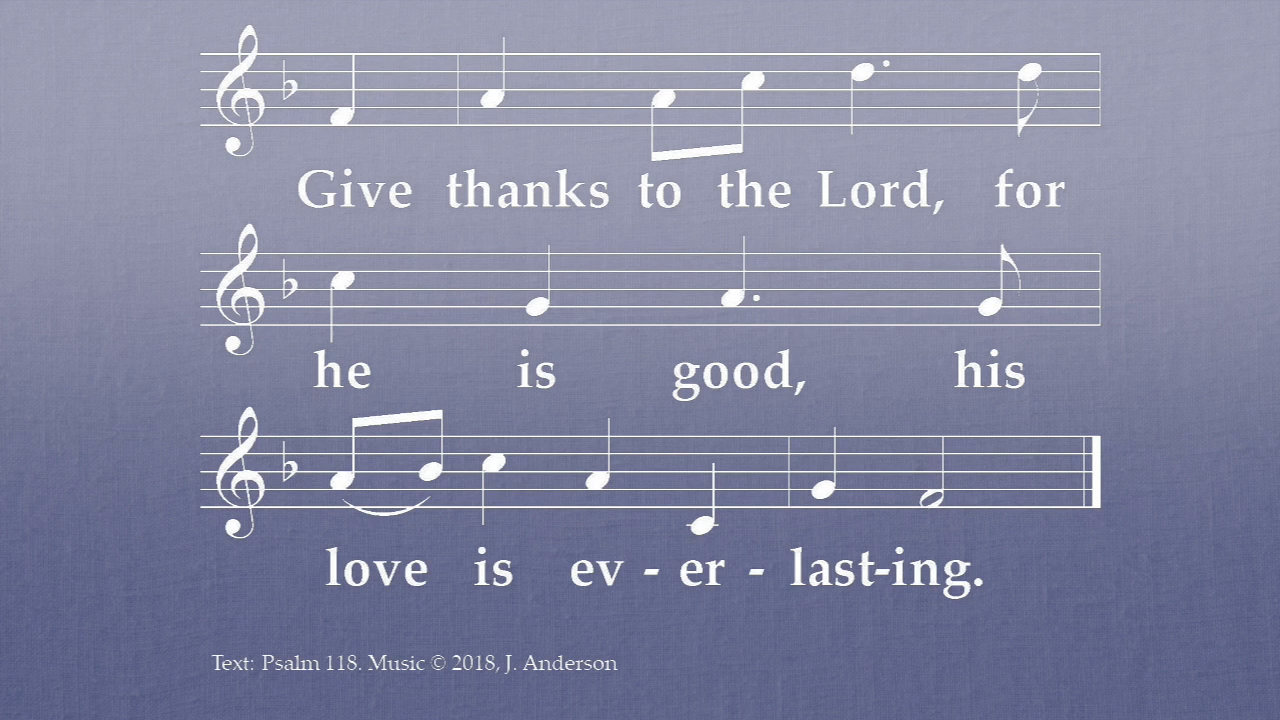 Give thanks to the Lord, for
he is good, his
love is ev - er - last-ing.
Text: Psalm 118. Music © 2018, J. Anderson